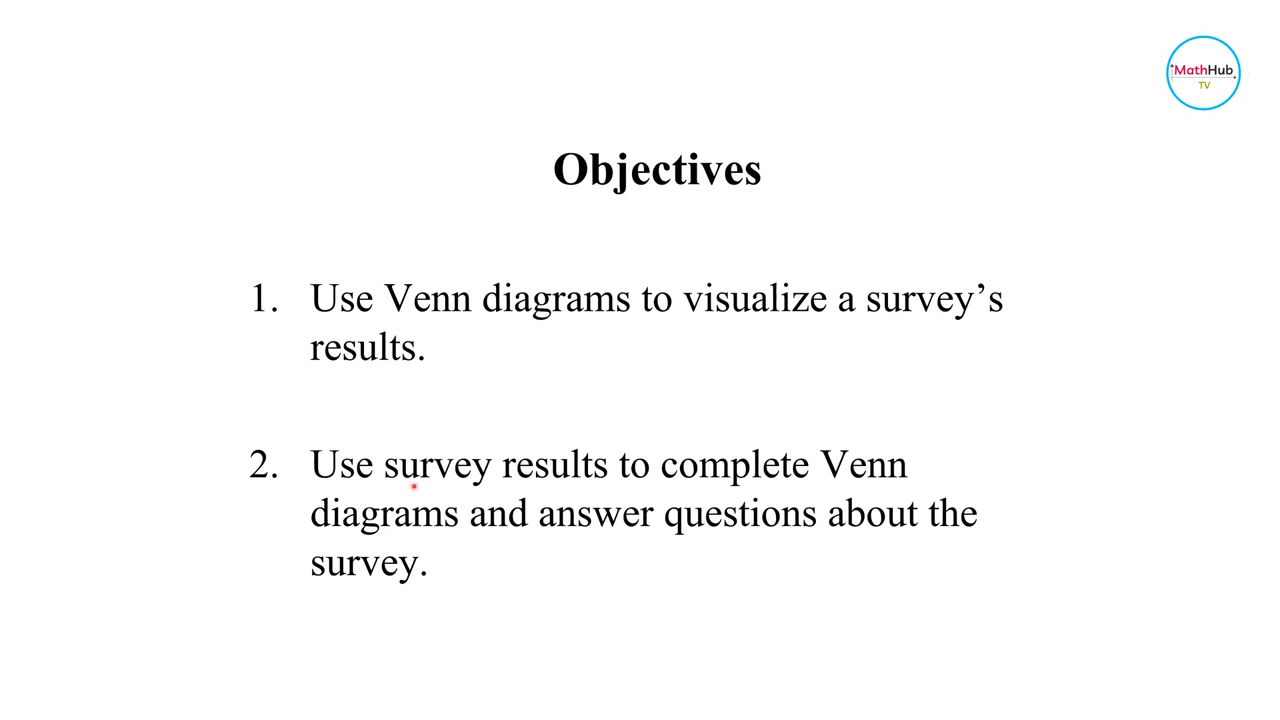 MathHub
TV
Objectives
1. Use Venn diagrams to visualize a survey’s
results.
2. Use survey results to complete Venn
diagrams and answer questions about the
survey.